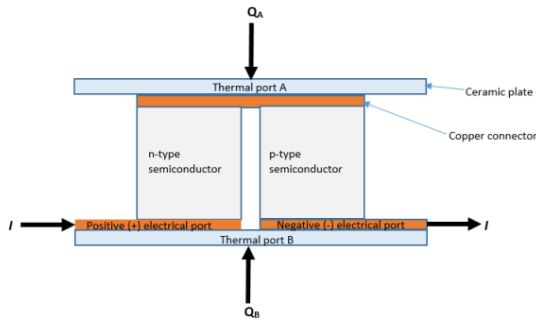 QA
Thermal port A
Ceramic plate
Copper connector
n-type
semiconductor
p-type
semiconductor
I
Positive (+) electrical port
Negative (-) electrical port
I
Thermal port B
QB